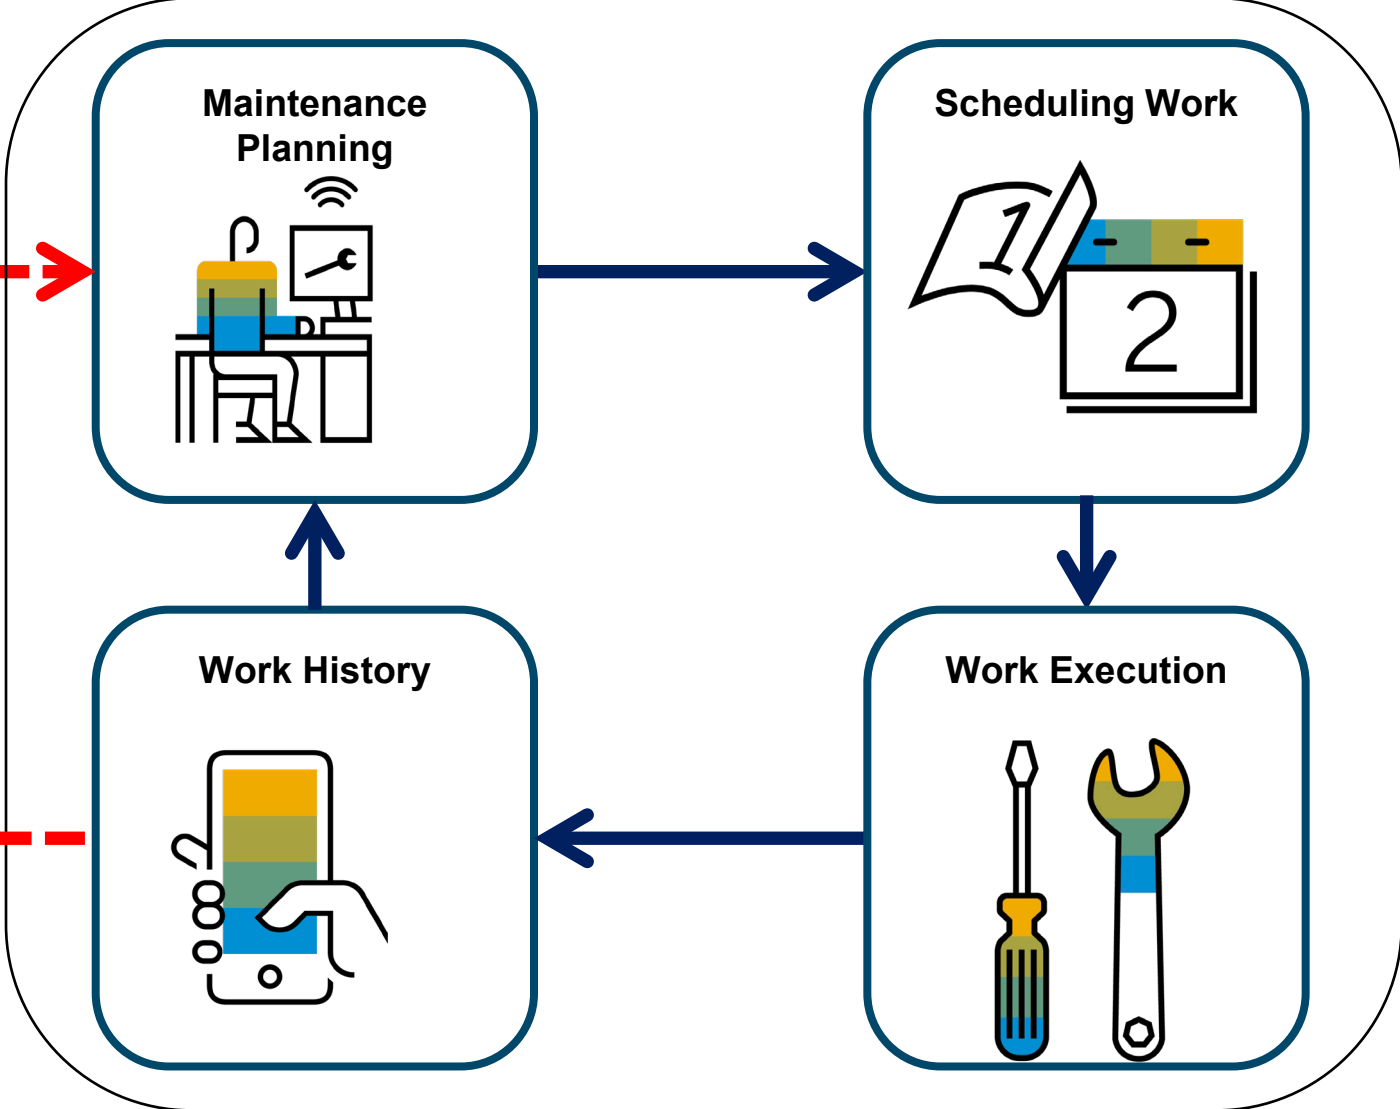 Maintenance
Planning
Scheduling Work
1
2
Work History
Work Execution